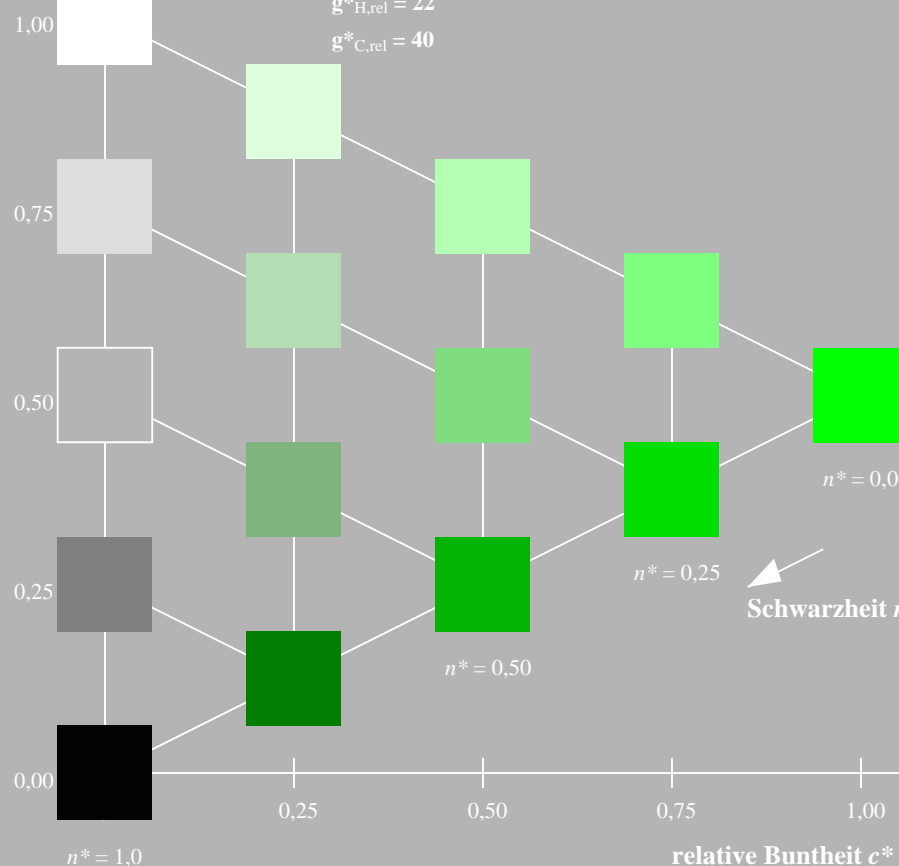 g*H,rel = 22
1,00
g*C,rel = 40
0,75
0,50
n* = 0,0
n* = 0,25
0,25
Schwarzheit
n* = 0,50
0,00
0,25 0,50 0,75 1,00
n* = 1,0
relative Buntheit c*